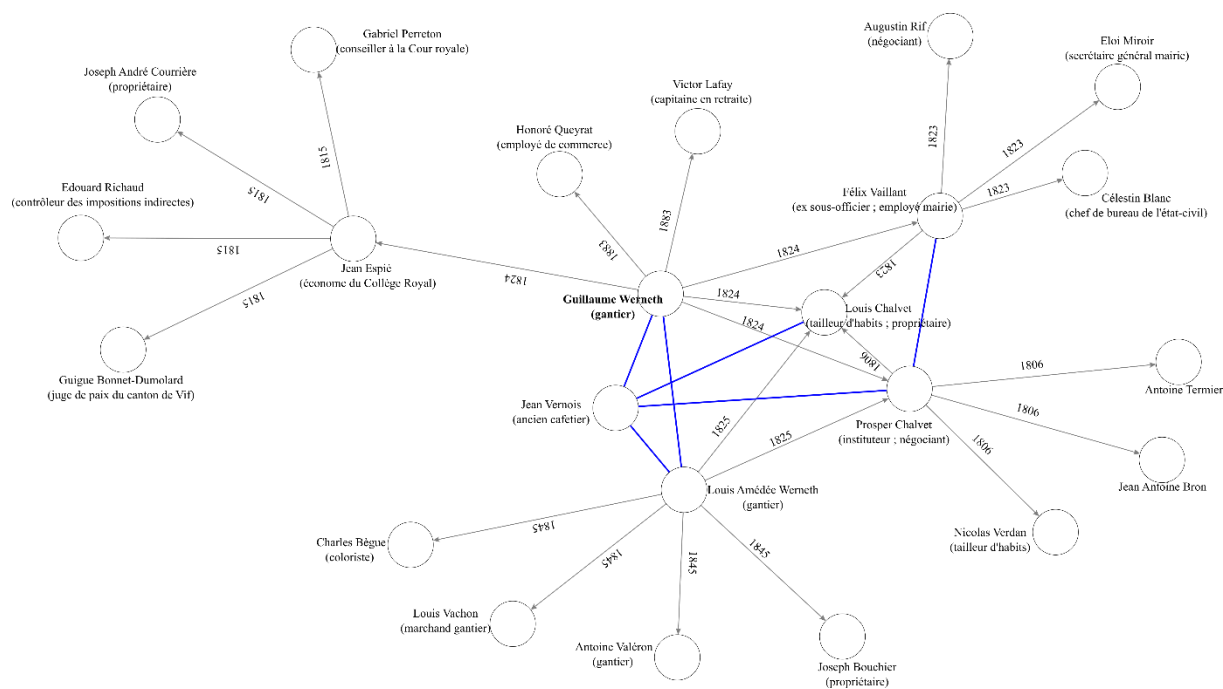 Gabriel Perreton
(conseiller à la Cour royale)
Augustin Rif
(négociant)
Eloi Miroir
(secrétaire général mairie)
Joseph André Courrière
(propriétaire)
Victor Lafay
(capitaine en retraite)
Honoré Queyrat
(employé de commerce)
1815
1815
1823
1823
1823
1883
1883
Edouard Richaud
(contrôleur des impositions indirectes)
Félix Vaillant
(ex sous-officier ; employé mairie)
Célestin Blanc
(chef de bureau de l'état-civil)
1815
1815
Jean Espié
(économe du Collège Royal)
1824
1824
1823
1824
1824
Guillaume Werneth
(gantier)
Louis Chalvet
(tailleur d'habits ; propriétaire)
1806
1806
Guigue Bonnet-Dumolard
(juge de paix du canton de Vif)
Antoine Termier
Jean Vernois
(ancien cafetier)
Prosper Chalvet
(instituteur ; négociant)
1806
1806
1825
1825
Jean Antoine Bron
Louis Amédée Werneth
(gantier)
Nicolas Verdan
(tailleur d'habits)
1845
1845
1845
1845
Charles Bègue
(coloriste)
Louis Vachon
(marchand gantier)
Antoine Valéron
(gantier)
Joseph Bouchier
(propriétaire)